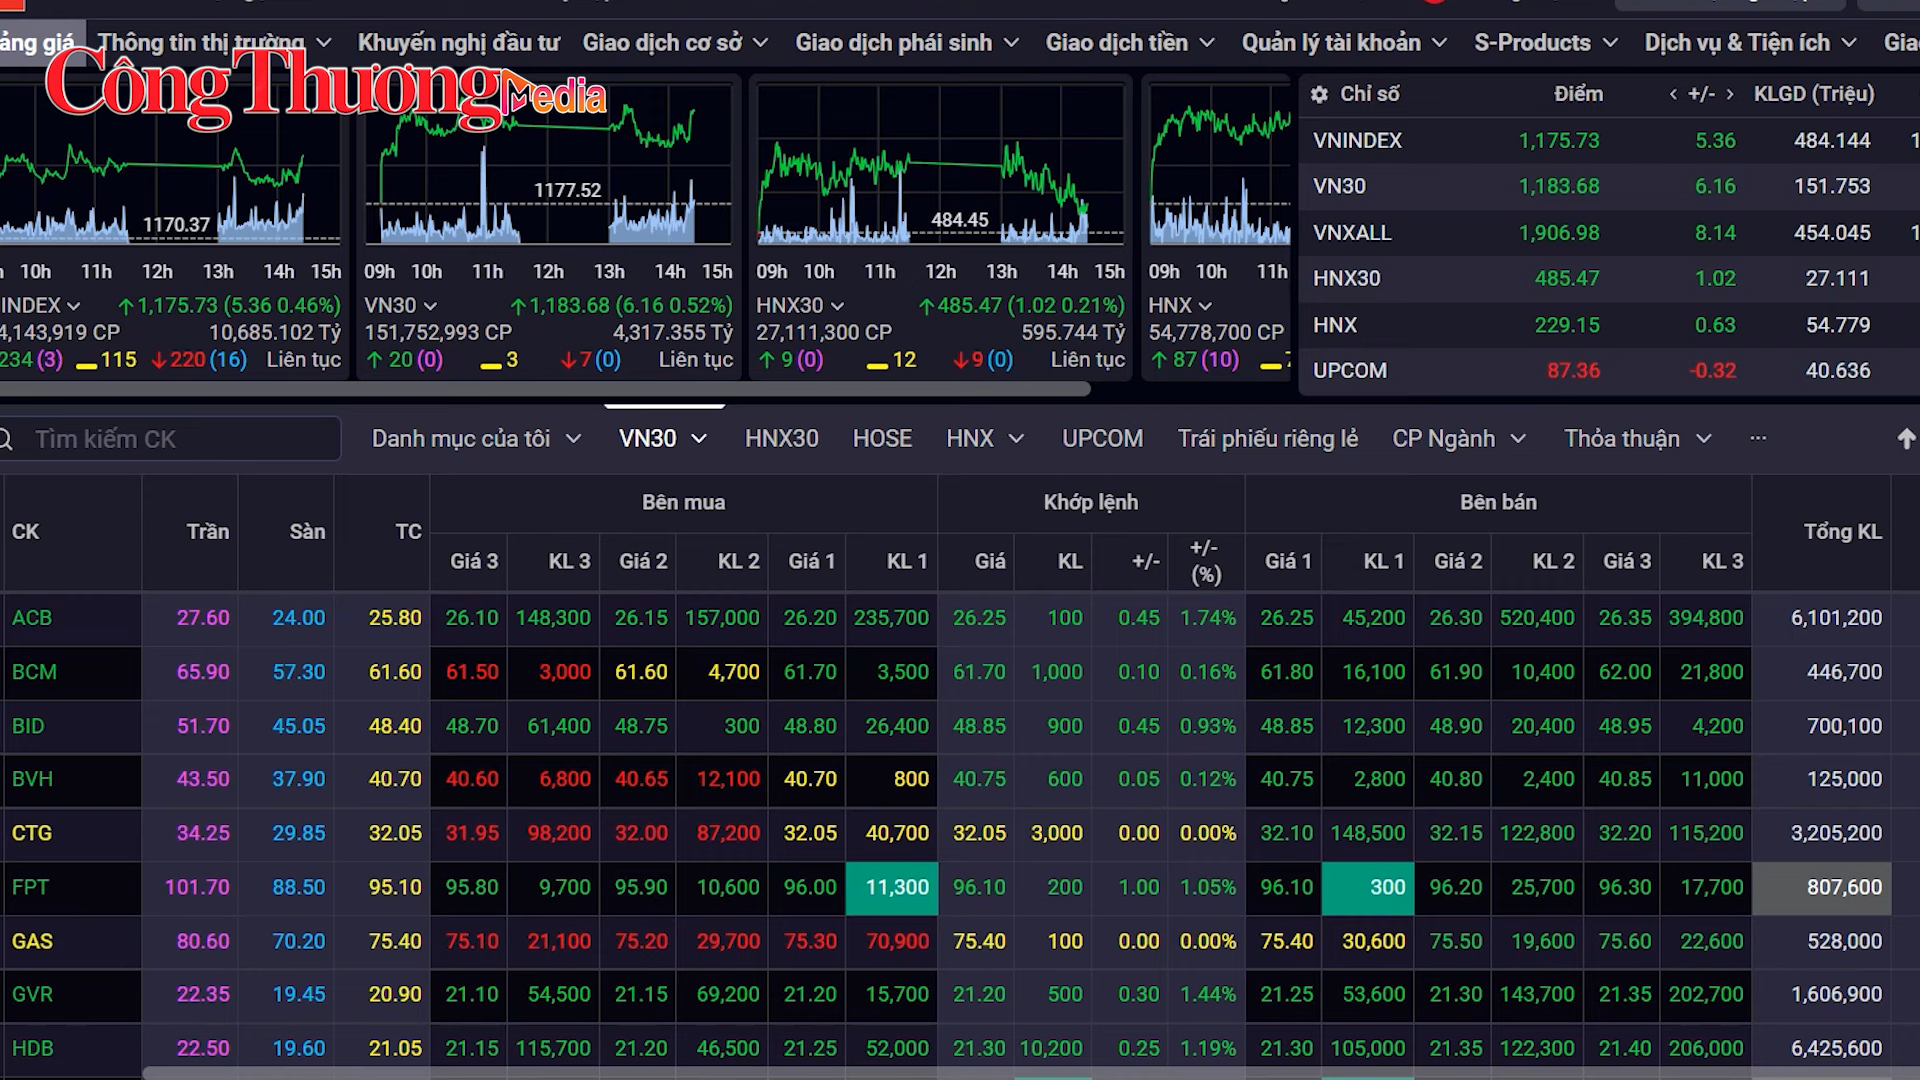 ảng giá Thông tin thị trường Khuyến nghị đầu tư Giao dịch cơ sở Giao dịch phái sinh Giao dịch tiền Quản lý tài khoản S-Products Dịch vụ & Tiện ích Gia
Công Thương Media
1170.37
10h 11h 12h 13h 14h 15h
INDEX 1,175.73 (5.36 0.46%)
4,143,919 CP 10,685.102 Tỷ
234 (3) 115 220 (16) Liên tục
1177.52
09h 10h 11h 12h 13h 14h 15h
VN30 1,183.68 (6.16 0.52%)
151,752,993 CP 4,317.355 Tỷ
20 (0) 3 7 (0) Liên tục
484.45
09h 10h 11h 12h 13h 14h 15h
HNX30 485.47 (1.02 0.21%)
27,111,300 CP 595.744 Tỷ
9 (0) 12 9 (0) Liên tục
09h 10h 11h
HNX
54,778,700 CP
87 (10)
Chỉ số Điểm < +/- > KLGD (Triệu)
VNINDEX 1,175.73 5.36 484.144
VN30 1,183.68 6.16 151.753
VNXALL 1,906.98 8.14 454.045
HNX30 485.47 1.02 27.111
HNX 229.15 0.63 54.779
UPCOM 87.36 -0.32 40.636
Tìm kiếm CK Danh mục của tôi VN30 HNX30 HOSE HNX UPCOM Trái phiếu riêng lẻ CP Ngành Thỏa thuận ...
Bên mua Khớp lệnh Bên bán
CK Trần Sàn TC Giá 3 KL 3 Giá 2 KL 2 Giá 1 KL 1 Giá KL +/- +/- (%) Giá 1 KL 1 Giá 2 KL 2 Giá 3 KL 3 Tổng KL
ACB 27.60 24.00 25.80 26.10 148,300 26.15 157,000 26.20 235,700 26.25 100 0.45 1.74% 26.25 45,200 26.30 520,400 26.35 394,800 6,101,200
BCM 65.90 57.30 61.60 61.50 3,000 61.60 4,700 61.70 3,500 61.70 1,000 0.10 0.16% 61.80 16,100 61.90 10,400 62.00 21,800 446,700
BID 51.70 45.05 48.40 48.70 61,400 48.75 300 48.80 26,400 48.85 900 0.45 0.93% 48.85 12,300 48.90 20,400 48.95 4,200 700,100
BVH 43.50 37.90 40.70 40.60 6,800 40.65 12,100 40.70 800 40.75 600 0.05 0.12% 40.75 2,800 40.80 2,400 40.85 11,000 125,000
CTG 34.25 29.85 32.05 31.95 98,200 32.00 87,200 32.05 40,700 32.05 3,000 0.00 0.00% 32.10 148,500 32.15 122,800 32.20 115,200 3,205,200
FPT 101.70 88.50 95.10 95.80 9,700 95.90 10,600 96.00 11,300 96.10 200 1.00 1.05% 96.10 300 96.20 25,700 96.30 17,700 807,600
GAS 80.60 70.20 75.40 75.10 21,100 75.20 29,700 75.30 70,900 75.40 100 0.00 0.00% 75.40 30,600 75.50 19,600 75.60 22,600 528,000
GVR 22.35 19.45 20.90 21.10 54,500 21.15 69,200 21.20 15,700 21.20 500 0.30 1.44% 21.25 53,600 21.30 143,700 21.35 202,700 1,606,900
HDB 22.50 19.60 21.05 21.15 115,700 21.20 46,500 21.25 52,000 21.30 10,200 0.25 1.19% 21.30 105,000 21.35 122,300 21.40 206,000 6,425,600